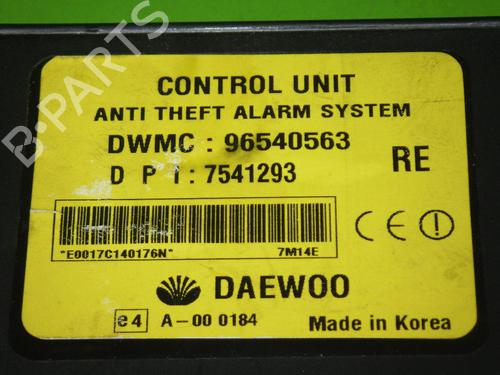 CONTROL UNIT
ANTI THEFT ALARM SYSTEM
DWMC : 96540563
D P I : 7541293
RE
"E0017C140176N" 7M14E
CE
DAEWOO
e4 A-00 0184 Made in Korea
B-PARTS